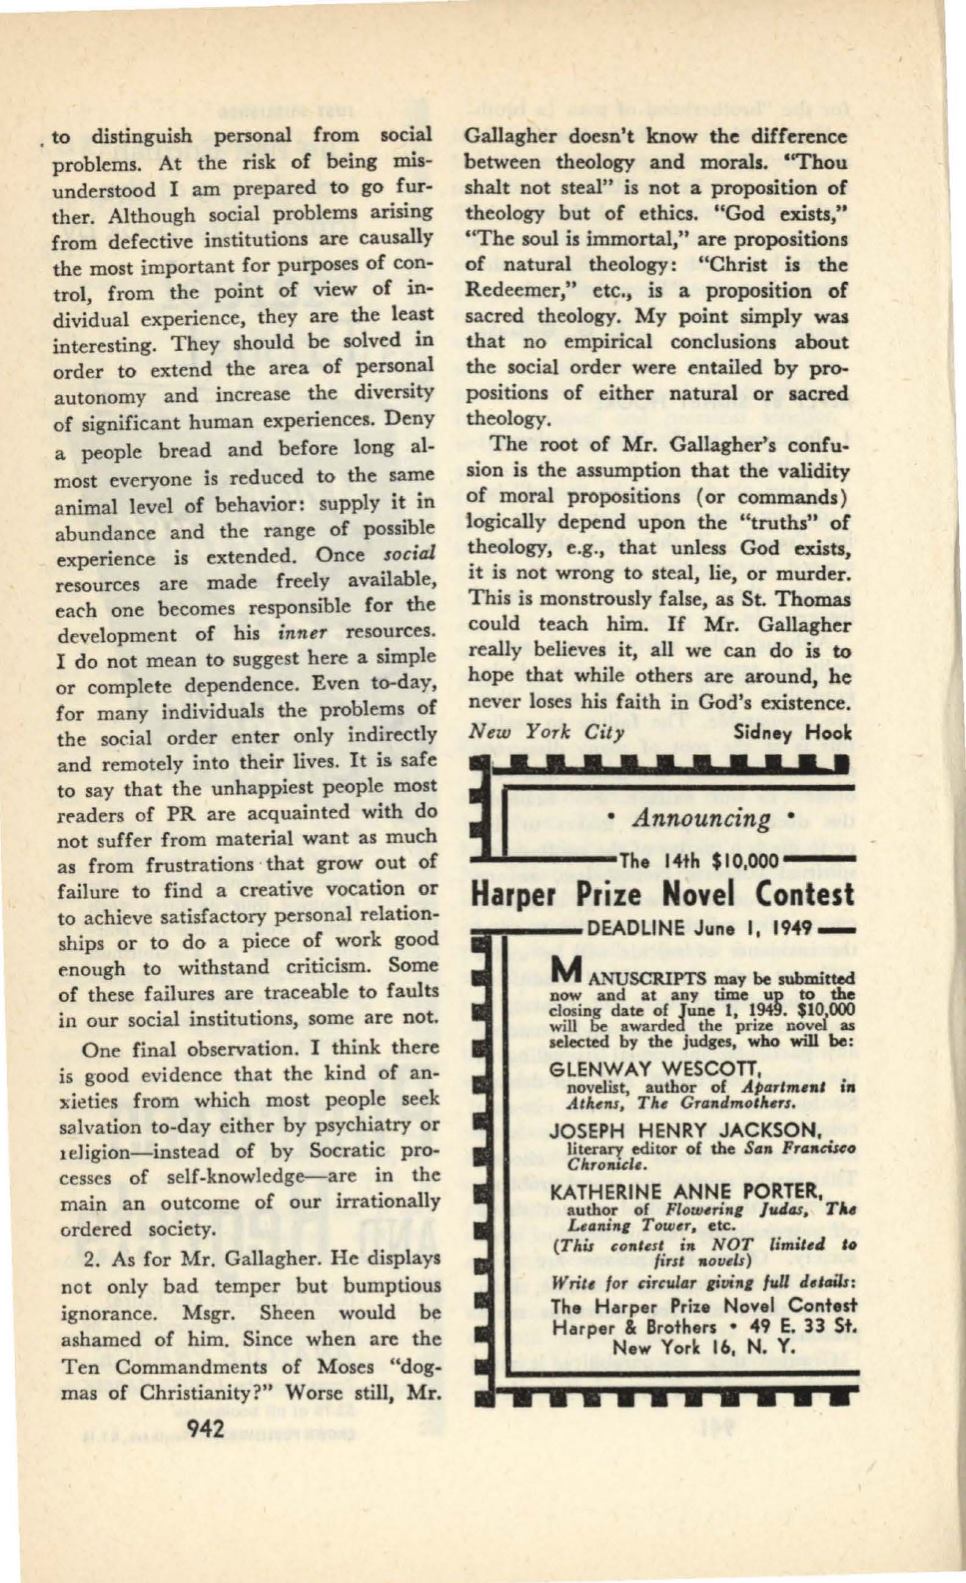 to distinguish personal from social
problems. At the risk of being mis-
understood I am prepared to go fur-
ther. Although social problems arising
from defective institutions are causally
the most important for purposes of con-
trol, from the point of view of in-
dividual experience, they are the least
interesting. They should be solved in
order to extend the area of personal
autonomy and increase the diversity
of significant human experiences. Deny
a people bread and before long al-
most everyone is reduced to the same
animal level of behavior: supply it in
abundance and the range of possible
experience is extended. Once social
resources are made freely available,
each one becomes responsible for the
development of his inner resources.
I do not mean to suggest here a simple
or complete dependence. Even to-day,
for many individuals the problems of
the social order enter only indirectly
and remotely into their lives. It is safe
to say that the unhappiest people most
readers of PR are acquainted with do
not suffer from material want as much
as from frustrations that grow out of
failure to find a creative vocation or
to achieve satisfactory personal relation-
ships or to do a piece of work good
enough to withstand criticism. Some
of these failures are traceable to faults
in our social institutions, some are not.
One final observation. I think there
is good evidence that the kind of an-
xieties from which most people seek
salvation to-day either by psychiatry or
religion—instead of by Socratic pro-
cesses of self-knowledge—are in the
main an outcome of our irrationally
ordered society.
2. As for Mr. Gallagher. He displays
not only bad temper but bumptious
ignorance. Msgr. Sheen would be
ashamed of him. Since when are the
Ten Commandments of Moses "dog-
mas of Christianity?" Worse still, Mr.
942
Gallagher doesn't know the difference
between theology and morals. "Thou
shalt not steal" is not a proposition of
theology but of ethics. "God exists,"
"The soul is immortal," are propositions
of natural theology: "Christ is the
Redeemer," etc., is a proposition of
sacred theology. My point simply was
that no empirical conclusions about
the social order were entailed by pro-
positions of either natural or sacred
theology.
The root of Mr. Gallagher's confu-
sion is the assumption that the validity
of moral propositions (or commands)
logically depend upon the "truths" of
theology, e.g., that unless God exists,
it is not wrong to steal, lie, or murder.
This is monstrously false, as St. Thomas
could teach him. If Mr. Gallagher
really believes it, all we can do is to
hope that while others are around, he
never loses his faith in God's existence.
New York City Sidney Hook
• Announcing •
The 14th $10,000
Harper Prize Novel Contest
DEADLINE June 1, 1949
MANUSCRIPTS may be submitted
now and at any time up to the
closing date of June 1, 1949. $10,000
will be awarded the prize novel as
selected by the judges, who will be:
GLENWAY WESCOTT,
novelist, author of Apartment in
Athens, The Grandmothers.
JOSEPH HENRY JACKSON,
literary editor of the San Francisco
Chronicle.
KATHERINE ANNE PORTER,
author of Flowering Judas, The
Leaning Tower, etc.
(This contest in NOT limited to
first novels)
Write for circular giving full details:
The Harper Prize Novel Contest
Harper & Brothers • 49 E. 33 St.
New York 16, N. Y.